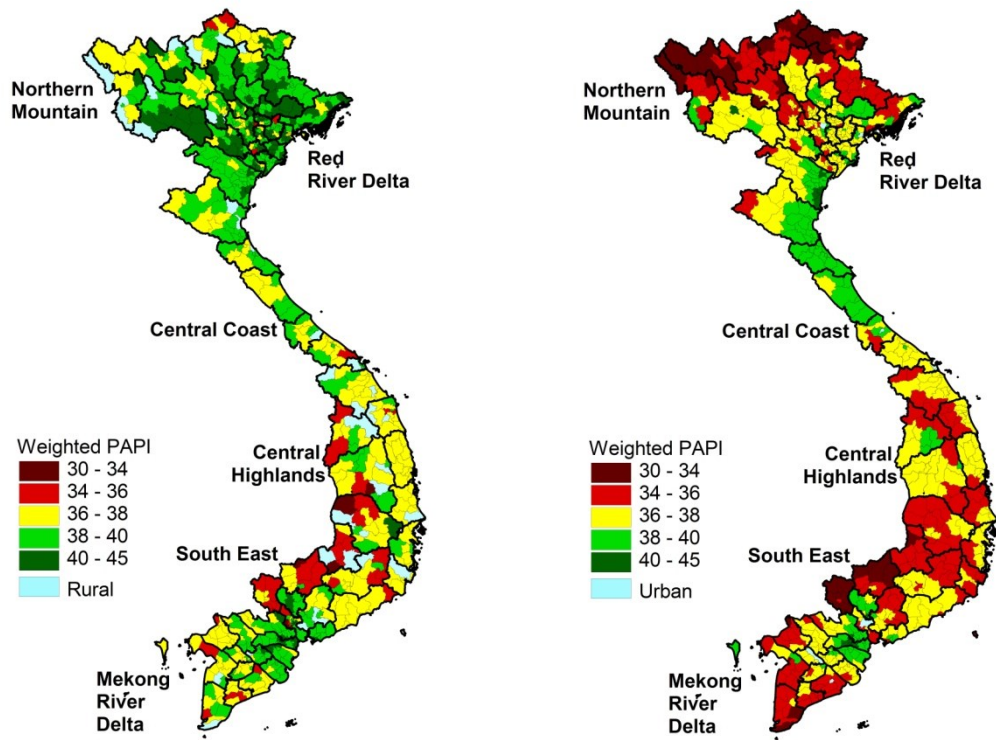 Northern
Mountain
Red
River Delta
Central Coast
Weighted PAPI
30 - 34
34 - 36
36 - 38
38 - 40
40 - 45
Rural
Central
Highlands
South East
Mekong
River
Delta
Northern
Mountain
Red
River Delta
Central Coast
Weighted PAPI
30 - 34
34 - 36
36 - 38
38 - 40
40 - 45
Urban
Central
Highlands
South East
Mekong
River
Delta